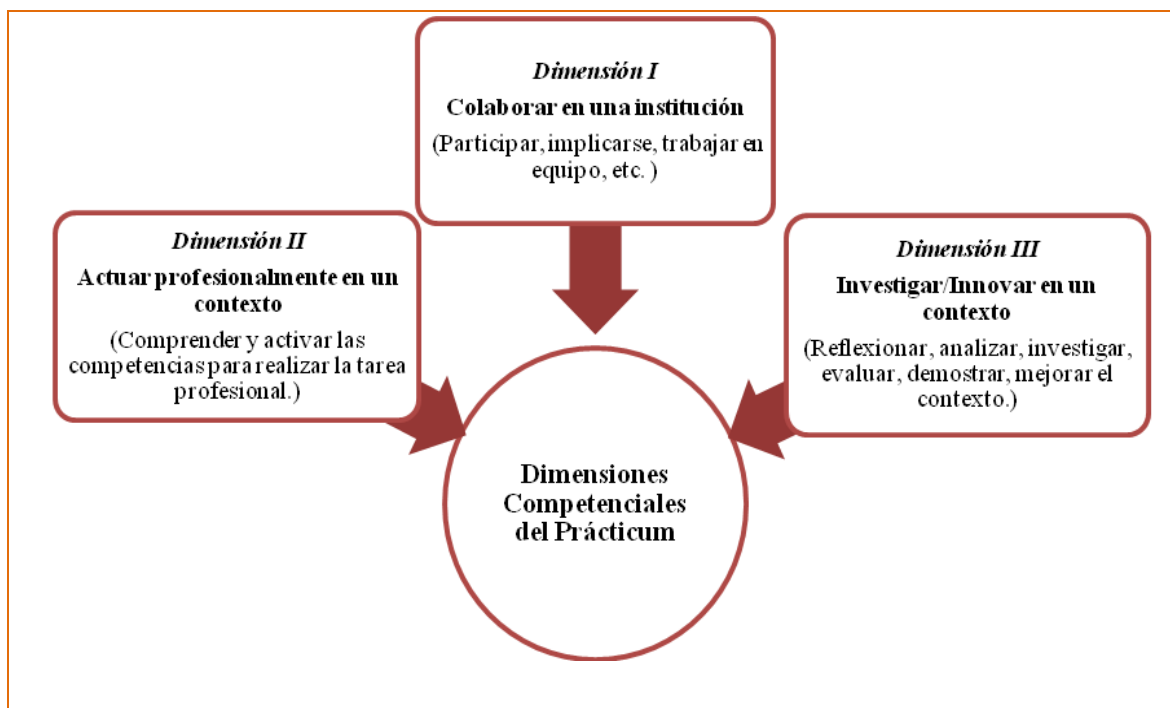 Dimensión I
Colaborar en una institución
(Participar, implicarse, trabajar en
equipo, etc. )
Dimensión II
Actuar profesionalmente en un
contexto
(Comprender y activar las
competencias para realizar la tarea
profesional.)
Dimensión III
Investigar/Innovar en un
contexto
(Reflexionar, analizar, investigar,
evaluar, demostrar, mejorar el
contexto.)
Dimensiones
Competenciales
del Prácticum